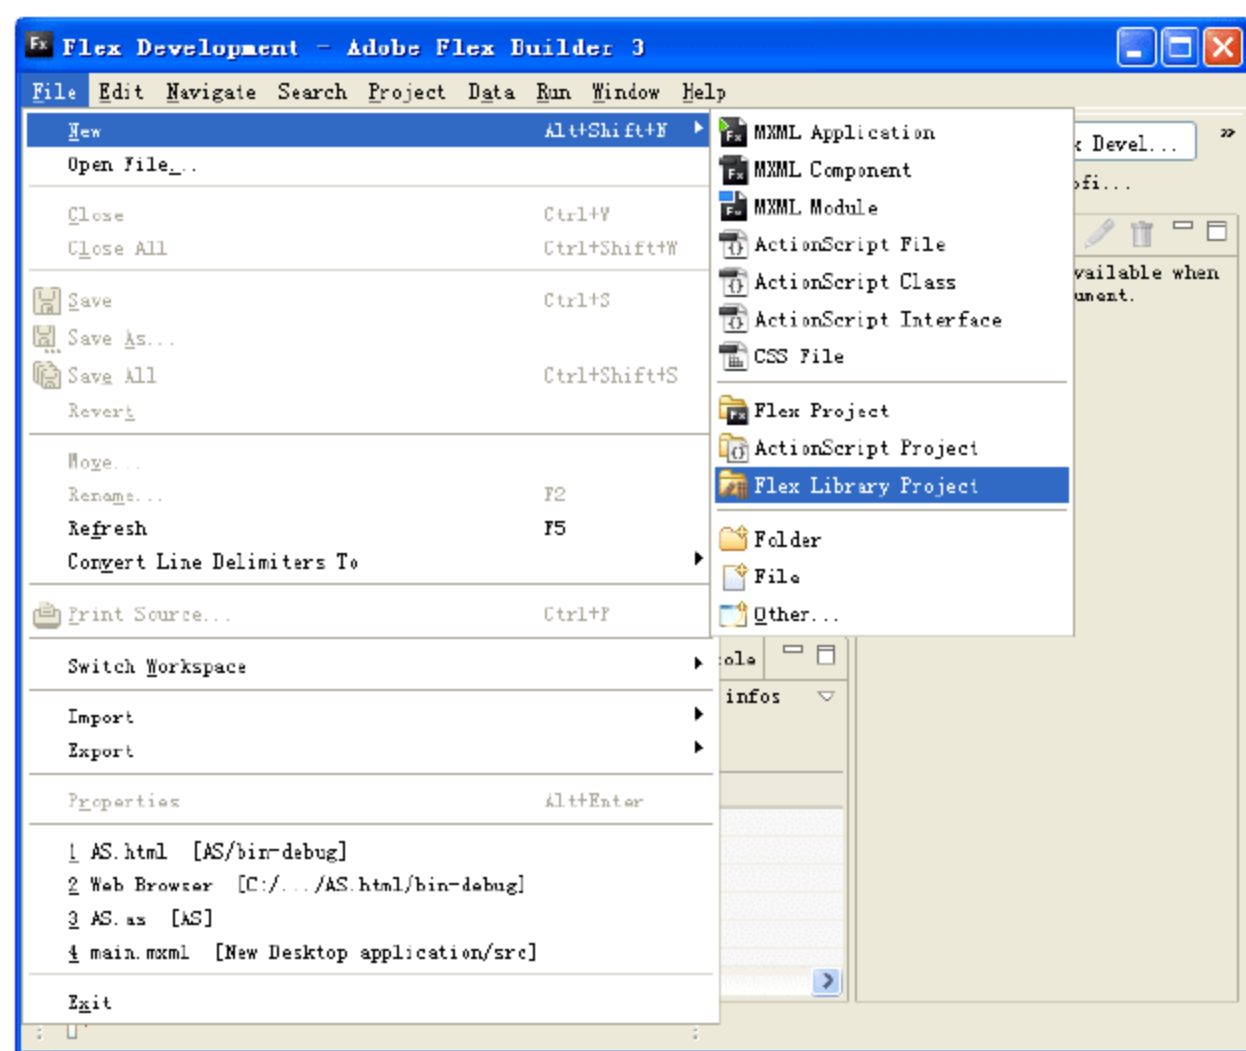 Flex Development - Adobe Flex Builder 3
File Edit Navigate Search Project Data Run Window Help
New Alt+Shift+N
Open File...
Close Ctrl+W
Close All Ctrl+Shift+W
Save Ctrl+S
Save As...
Save All Ctrl+Shift+S
Revert
Move...
Rename... F2
Refresh F5
Convert Line Delimiters To
Print Source... Ctrl+P
Switch Workspace
Import
Export
Properties Alt+Enter
1 AS.html [AS/bin-debug]
2 Web Browser [C:/.../AS.html/bin-debug]
3 AS.as [AS]
4 main.mxml [New Desktop application/src]
Exit
MXML Application
MXML Component
MXML Module
ActionScript File
ActionScript Class
ActionScript Interface
CSS File
Flex Project
ActionScript Project
Flex Library Project
Folder
File
Other...
x Devel... »
ofi...
vailable when
ument.
ole
infos